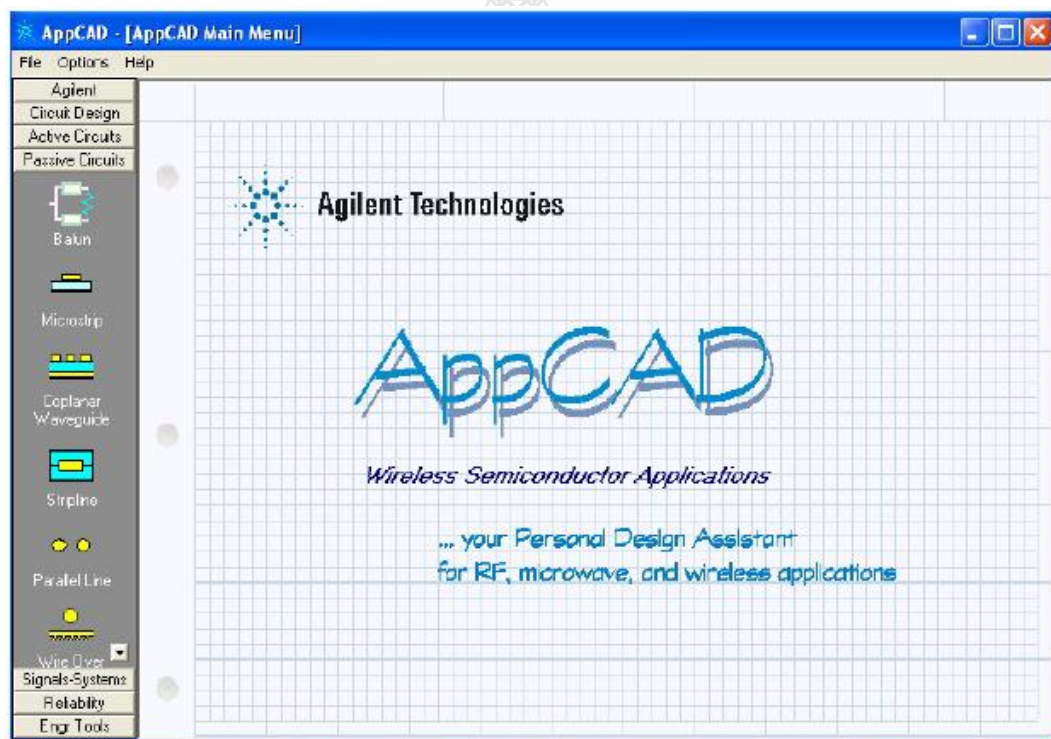 AppCAD - [AppCAD Main Menu]
File Options Help
Agilent
Circuit Design
Active Circuits
Passive Circuits
Balun
Microstrip
Coplanar
Waveguide
Stripline
Parallel Line
Wire Over
Signals-Systems
Reliability
Engr Tools
Agilent Technologies
AppCAD
Wireless Semiconductor Applications
... your Personal Design Assistant
for RF, microwave, and wireless applications